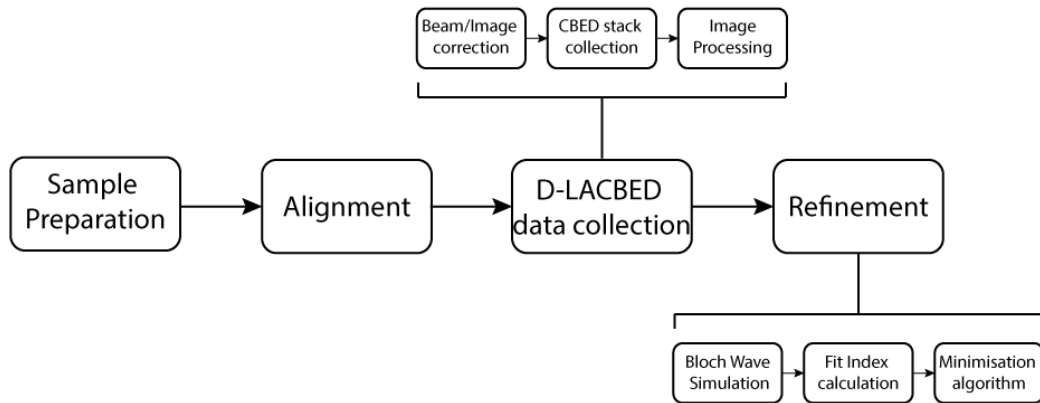 Beam/Image
correction
CBED stack
collection
Image
Processing
Sample
Preparation
Alignment
D-LACBED
data collection
Refinement
Bloch Wave
Simulation
Fit Index
calculation
Minimisation
algorithm